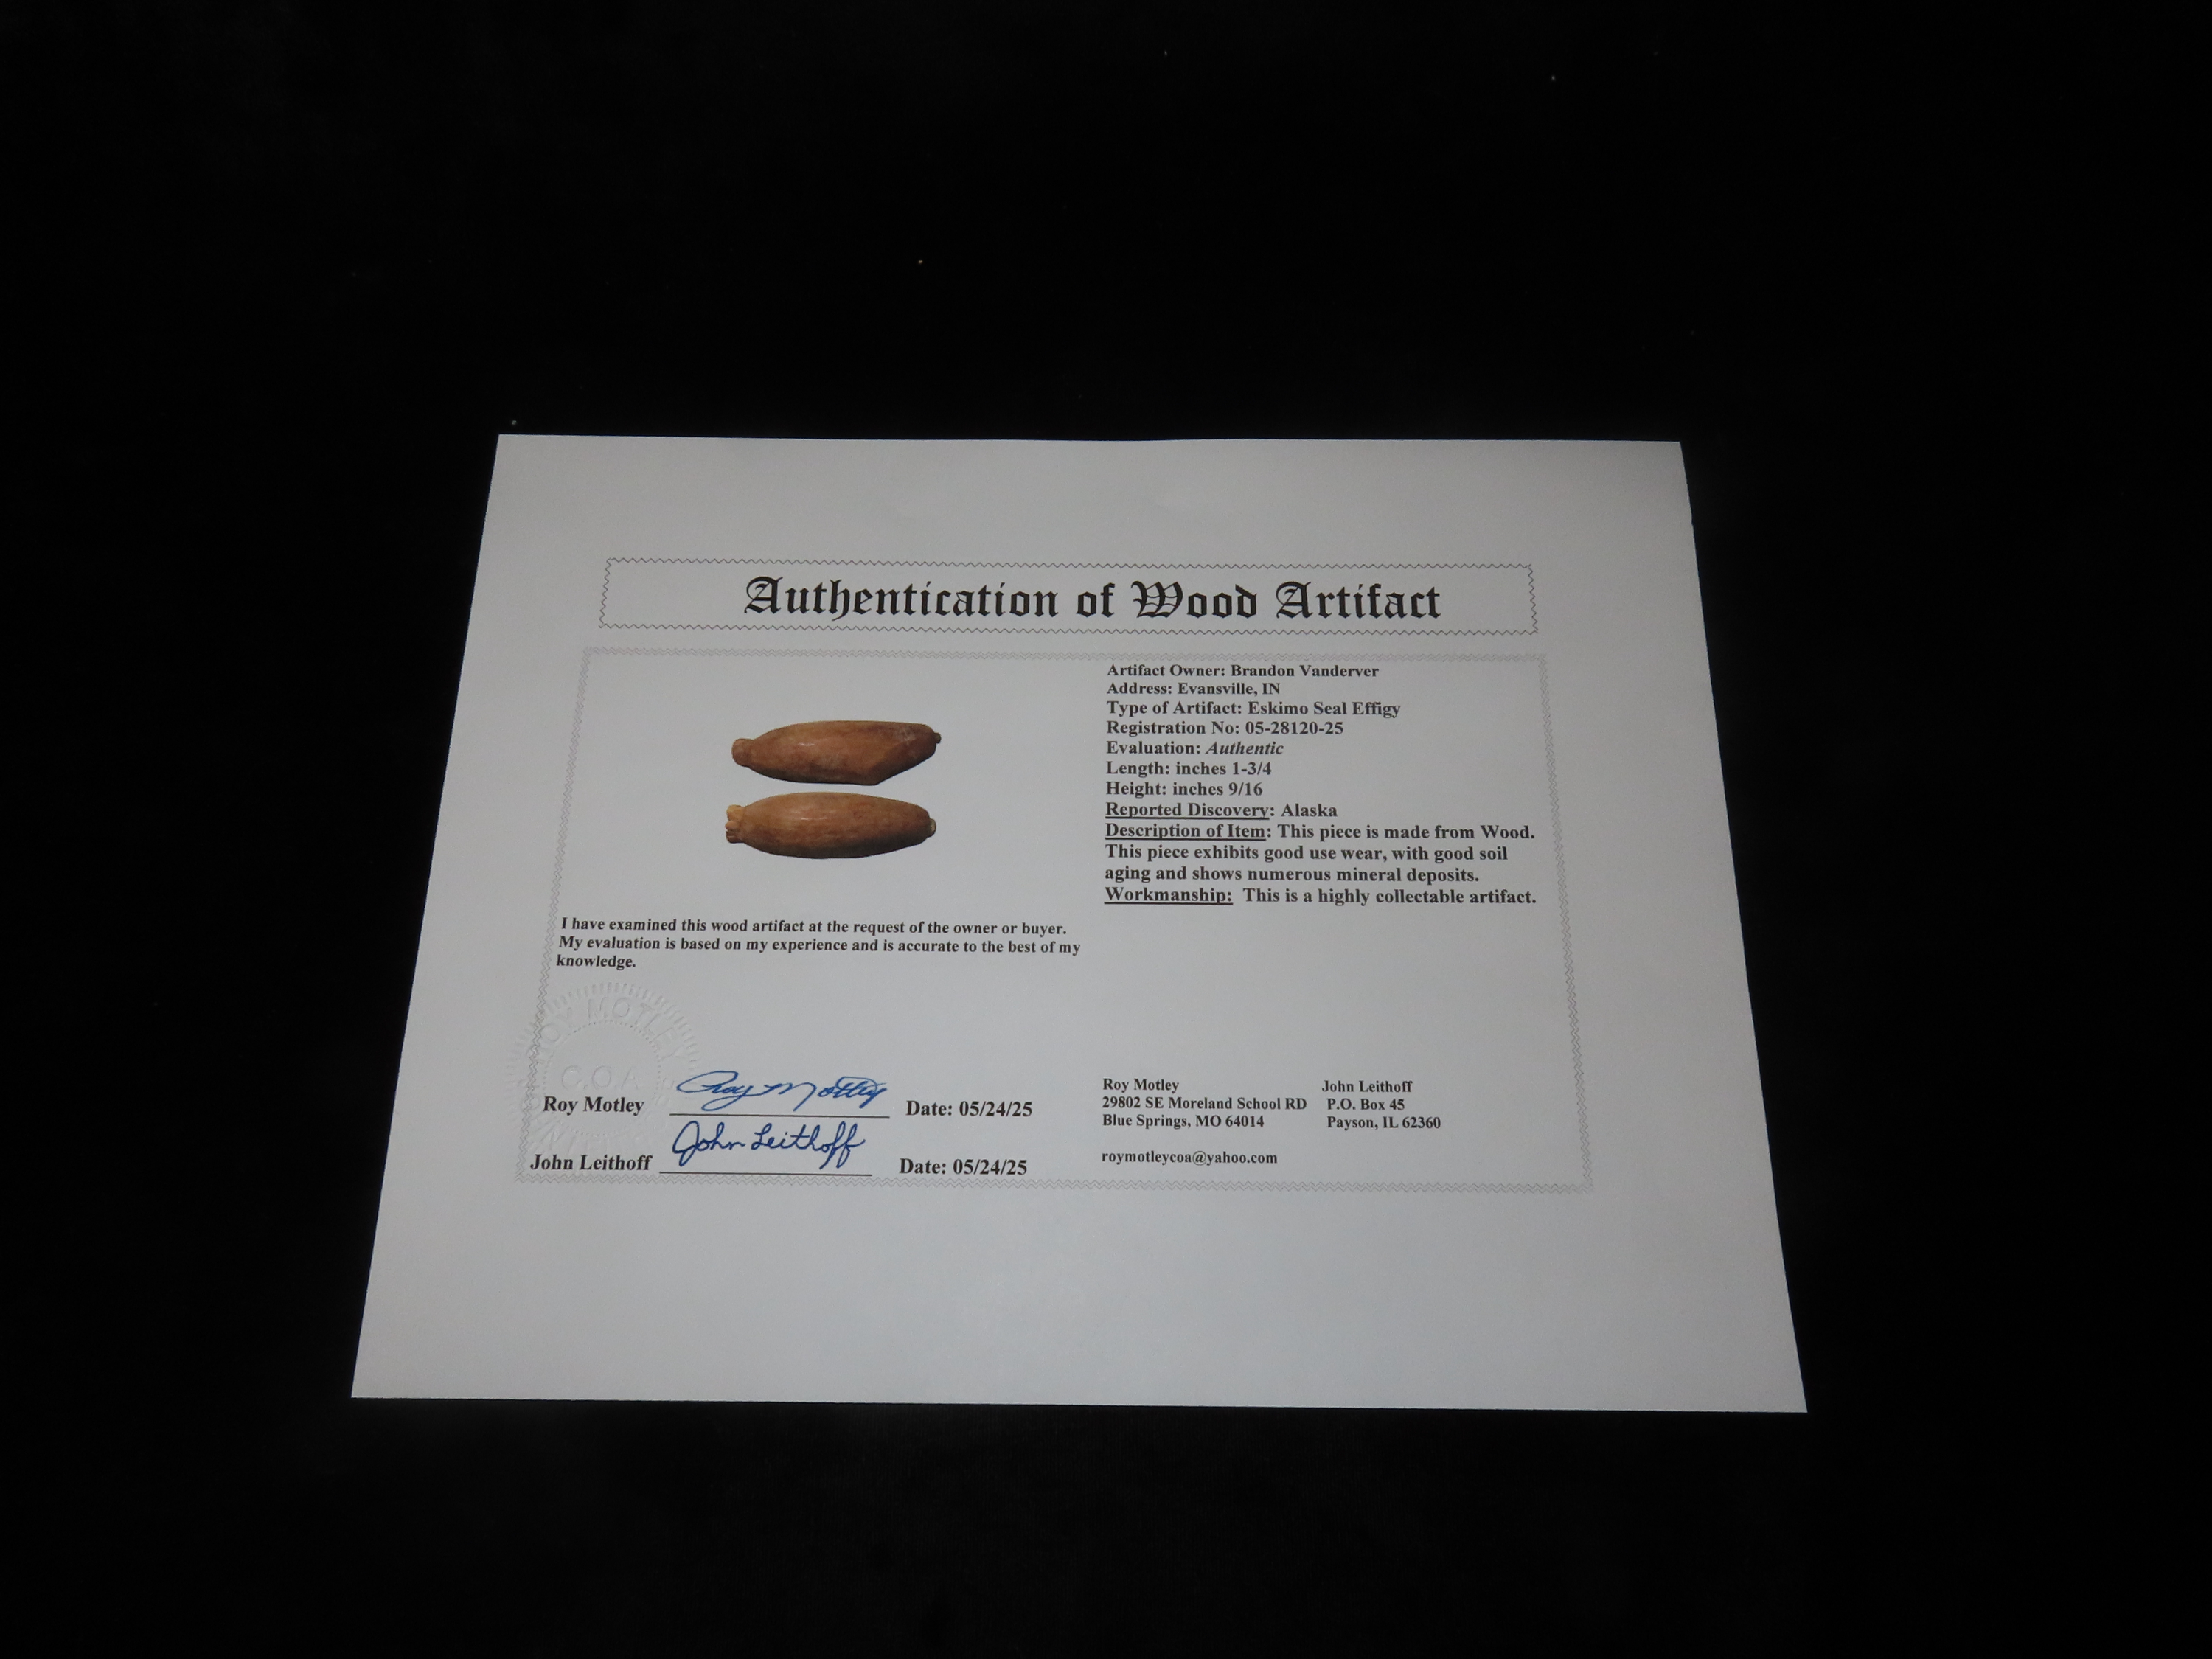 Authentication of Wood Artifact
Artifact Owner: Brandon Vanderver
Address: Evansville, IN
Type of Artifact: Eskimo Seal Effigy
Registration No: 05-28120-25
Evaluation: Authentic
Length: inches 1-3/4
Height: inches 9/16
Reported Discovery: Alaska
Description of Item: This piece is made from Wood.
This piece exhibits good use wear, with good soil
aging and shows numerous mineral deposits.
Workmanship: This is a highly collectable artifact.
I have examined this wood artifact at the request of the owner or buyer.
My evaluation is based on my experience and is accurate to the best of my
knowledge.
ROY MOTLEY
C.O.A
Roy Motley Roy Motley Date: 05/24/25
John Leithoff John Leithoff Date: 05/24/25
Roy Motley
29802 SE Moreland School RD
Blue Springs, MO 64014
roymotleycoa@yahoo.com
John Leithoff
P.O. Box 45
Payson, IL 62360